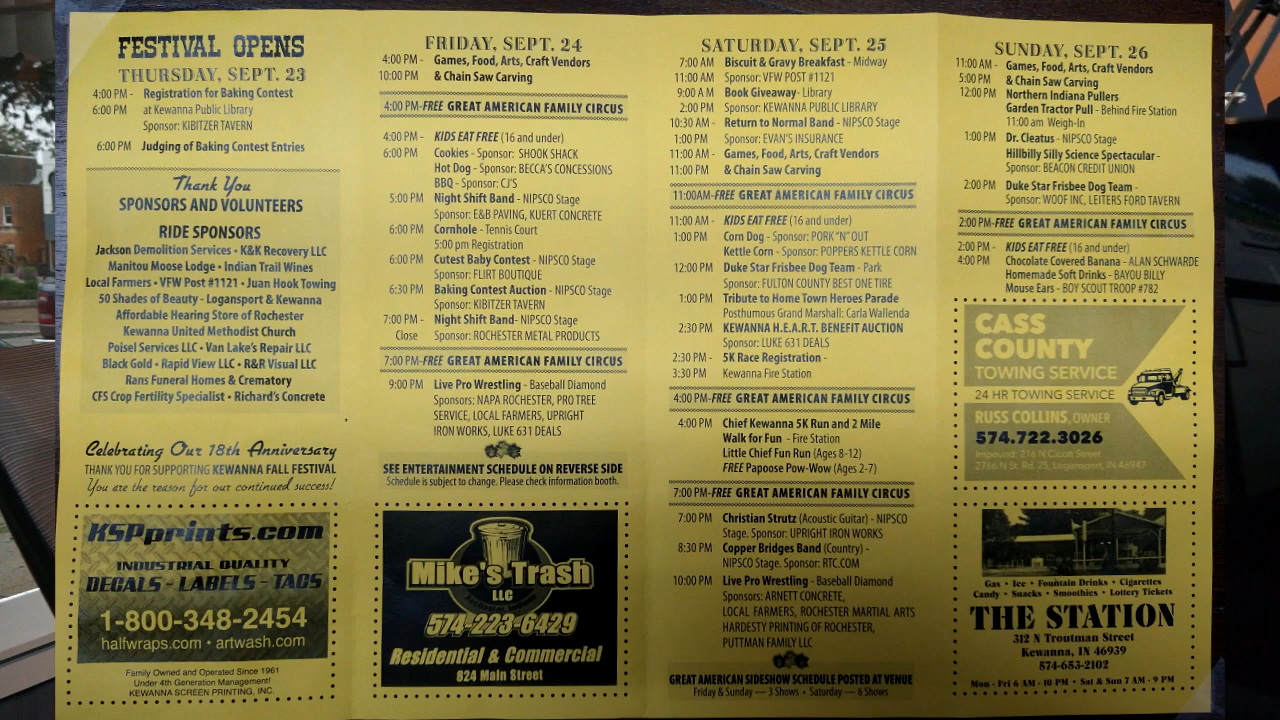 FESTIVAL OPENS
THURSDAY, SEPT. 23
4:00 PM - Registration for Baking Contest
6:00 PM at Kewanna Public Library
Sponsor: KIBITZER TAVERN
6:00 PM Judging of Baking Contest Entries
Thank You
SPONSORS AND VOLUNTEERS
RIDE SPONSORS
Jackson Demolition Services • K&K Recovery LLC
Manitou Moose Lodge • Indian Trail Wines
Local Farmers • VFW Post #1121 • Juan Hook Towing
50 Shades of Beauty - Logansport & Kewanna
Affordable Hearing Store of Rochester
Kewanna United Methodist Church
Poisel Services LLC • Van Lake's Repair LLC
Black Gold • Rapid View LLC • R&R Visual LLC
Rans Funeral Homes & Crematory
CFS Crop Fertility Specialist • Richard's Concrete
Celebrating Our 18th Anniversary
THANK YOU FOR SUPPORTING KEWANNA FALL FESTIVAL
You are the reason for our continued success!
KSPprints.com
INDUSTRIAL QUALITY
DECALS - LABELS - TAGS
1-800-348-2454
halfwraps.com • artwash.com
Family Owned and Operated Since 1961
Under 4th Generation Management!
KEWANNA SCREEN PRINTING, INC.
FRIDAY, SEPT. 24
4:00 PM - Games, Food, Arts, Craft Vendors
10:00 PM & Chain Saw Carving
4:00 PM-FREE GREAT AMERICAN FAMILY CIRCUS
4:00 PM - KIDS EAT FREE (16 and under)
6:00 PM Cookies - Sponsor: SHOOK SHACK
Hot Dog - Sponsor: BECCA'S CONCESSIONS
BBQ - Sponsor: CJ'S
5:00 PM Night Shift Band - NIPSCO Stage
Sponsor: E&B PAVING, KUERT CONCRETE
6:00 PM Cornhole - Tennis Court
5:00 pm Registration
6:00 PM Cutest Baby Contest - NIPSCO Stage
Sponsor: FLIRT BOUTIQUE
6:30 PM Baking Contest Auction - NIPSCO Stage
Sponsor: KIBITZER TAVERN
7:00 PM - Night Shift Band- NIPSCO Stage
Close Sponsor: ROCHESTER METAL PRODUCTS
7:00 PM-FREE GREAT AMERICAN FAMILY CIRCUS
9:00 PM Live Pro Wrestling - Baseball Diamond
Sponsors: NAPA ROCHESTER, PRO TREE
SERVICE, LOCAL FARMERS, UPRIGHT
IRON WORKS, LUKE 631 DEALS
SEE ENTERTAINMENT SCHEDULE ON REVERSE SIDE
Schedule is subject to change. Please check information booth.
Mike's Trash
LLC
574-223-6429
Residential & Commercial
824 Main Street
SATURDAY, SEPT. 25
7:00 AM Biscuit & Gravy Breakfast - Midway
11:00 AM Sponsor: VFW POST #1121
9:00 A M Book Giveaway- Library
2:00 PM Sponsor: KEWANNA PUBLIC LIBRARY
10:30 AM - Return to Normal Band - NIPSCO Stage
1:00 PM Sponsor: EVAN'S INSURANCE
11:00 AM - Games, Food, Arts, Craft Vendors
11:00 PM & Chain Saw Carving
11:00AM-FREE GREAT AMERICAN FAMILY CIRCUS
11:00 AM - KIDS EAT FREE (16 and under)
1:00 PM Corn Dog - Sponsor: PORK "N" OUT
Kettle Corn - Sponsor: POPPERS KETTLE CORN
12:00 PM Duke Star Frisbee Dog Team - Park
Sponsor: FULTON COUNTY BEST ONE TIRE
1:00 PM Tribute to Home Town Heroes Parade
Posthumous Grand Marshall: Carla Wallenda
2:30 PM KEWANNA H.E.A.R.T. BENEFIT AUCTION
Sponsor: LUKE 631 DEALS
2:30 PM - 5K Race Registration -
3:30 PM Kewanna Fire Station
4:00 PM-FREE GREAT AMERICAN FAMILY CIRCUS
4:00 PM Chief Kewanna 5K Run and 2 Mile
Walk for Fun - Fire Station
Little Chief Fun Run (Ages 8-12)
FREE Papoose Pow-Wow (Ages 2-7)
7:00 PM-FREE GREAT AMERICAN FAMILY CIRCUS
7:00 PM Christian Strutz (Acoustic Guitar) - NIPSCO
Stage. Sponsor: UPRIGHT IRON WORKS
8:30 PM Copper Bridges Band (Country) -
NIPSCO Stage. Sponsor: RTC.COM
10:00 PM Live Pro Wrestling - Baseball Diamond
Sponsors: ARNETT CONCRETE,
LOCAL FARMERS, ROCHESTER MARTIAL ARTS
HARDESTY PRINTING OF ROCHESTER,
PUTTMAN FAMILY LLC
GREAT AMERICAN SIDESHOW SCHEDULE POSTED AT VENUE
Friday & Sunday — 3 Shows • Saturday — 6 Shows
SUNDAY, SEPT. 26
11:00 AM - Games, Food, Arts, Craft Vendors
5:00 PM & Chain Saw Carving
12:00 PM Northern Indiana Pullers
Garden Tractor Pull - Behind Fire Station
11:00 am Weigh-In
1:00 PM Dr. Cleatus - NIPSCO Stage
Hillbilly Silly Science Spectacular -
Sponsor: BEACON CREDIT UNION
2:00 PM Duke Star Frisbee Dog Team -
Sponsor: WOOF INC, LEITERS FORD TAVERN
2:00 PM-FREE GREAT AMERICAN FAMILY CIRCUS
2:00 PM - KIDS EAT FREE (16 and under)
4:00 PM Chocolate Covered Banana - ALAN SCHWARDE
Homemade Soft Drinks - BAYOU BILLY
Mouse Ears - BOY SCOUT TROOP #782
CASS
COUNTY
TOWING SERVICE
24 HR TOWING SERVICE
RUSS COLLINS, OWNER
574.722.3026
Impound: 216 N Cicott Street
2766 N St. Rd. 25, Logansport, IN 46947
Gas • Ice • Fountain Drinks • Cigarettes
Candy • Snacks • Smoothies • Lottery Tickets
THE STATION
312 N Troutman Street
Kewanna, IN 46939
574-653-2102
Mon - Fri 6 AM - 10 PM • Sat & Sun 7 AM - 9 PM